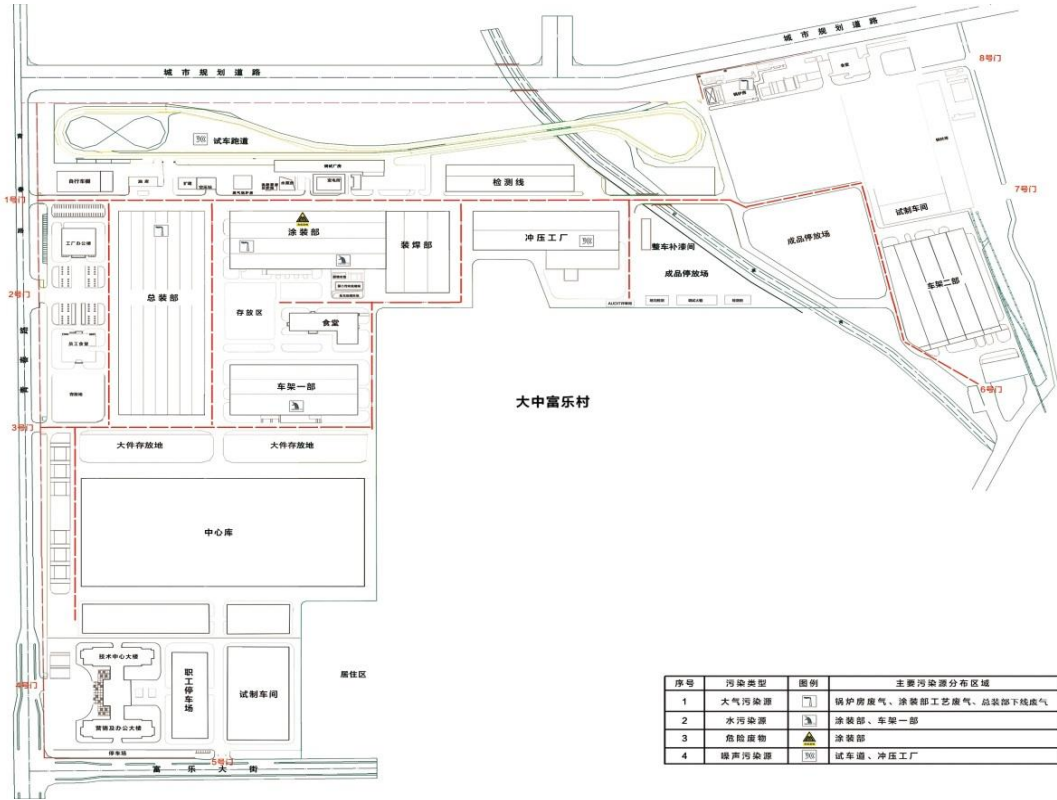 城市规划道路
城市规划道路
8号门
锅炉房
试车跑道
自行车棚
检测线
7号门
1号门
试制车间
工厂办公楼
涂装部
装焊部
冲压工厂
整车补漆间
成品停放场
成品停放场
车架二部
2号门
总装部
存放区
食堂
员工食堂
车架一部
6号门
大中富乐村
3号门
大件存放地
大件存放地
中心库
技术中心大楼
职工停车场
试制车间
居住区
4号门
营销及办公大楼
停车场
5号门
富乐大街
序号 污染类型 图例 主要污染源分布区域
1 大气污染源 锅炉房废气、涂装部工艺废气、总装部下线废气
2 水污染源 涂装部、车架一部
3 危险废物 涂装部
4 噪声污染源 试车道、冲压工厂